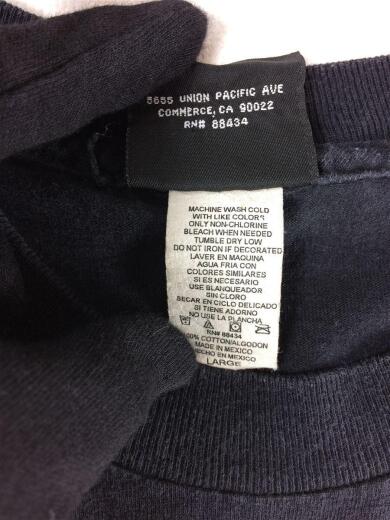 5655 UNION PACIFIC AVE
COMMERCE, CA 90022
RN# 88434
MACHINE WASH COLD
WITH LIKE COLORS
ONLY NON-CHLORINE
BLEACH WHEN NEEDED
TUMBLE DRY LOW
DO NOT IRON IF DECORATED
LAVER EN MAQUINA
AGUA FRIA CON
COLORES SIMILARES
SI ES NECESARIO
USE BLANQUEADOR
SIN CLORO
SECAR EN CICLO DELICADO
SI TIENE ADORNO
NO USE LA PLANCHA
RN# 88434
100% COTTON/ALGODON
MADE IN MEXICO
HECHO EN MEXICO
LARGE